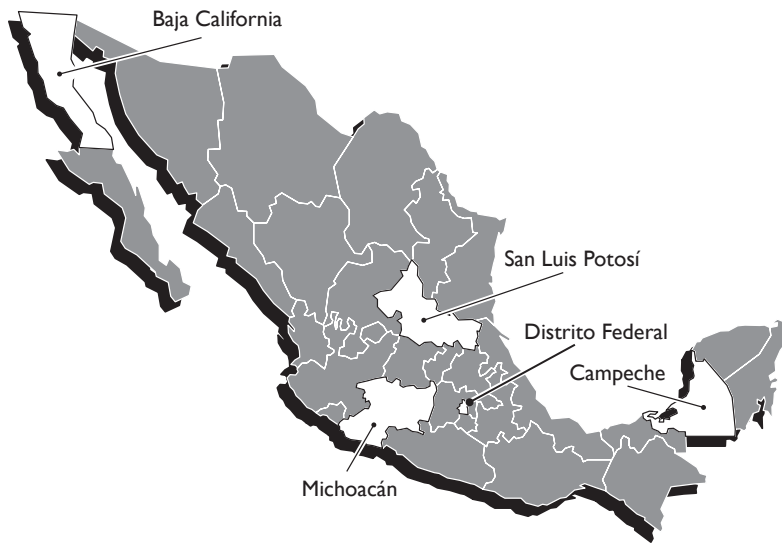 Baja California
San Luis Potosí
Distrito Federal
Campeche
Michoacán